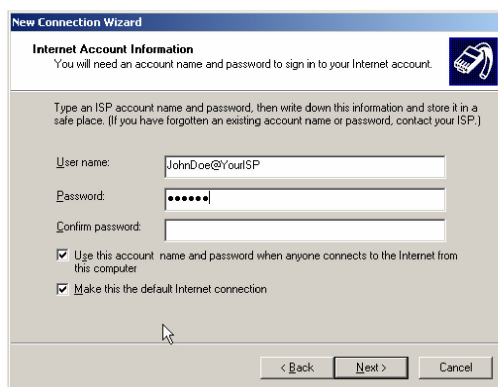 New Connection Wizard
Internet Account Information
You will need an account name and password to sign in to your Internet account.
Type an ISP account name and password, then write down this information and store it in a
safe place. (If you have forgotten an existing account name or password, contact your ISP.)
User name:
JohnDoe@YourISP
Password:
●●●●●●
Confirm password:
Use this account name and password when anyone connects to the Internet from
this computer
Make this the default Internet connection
< Back
Next >
Cancel